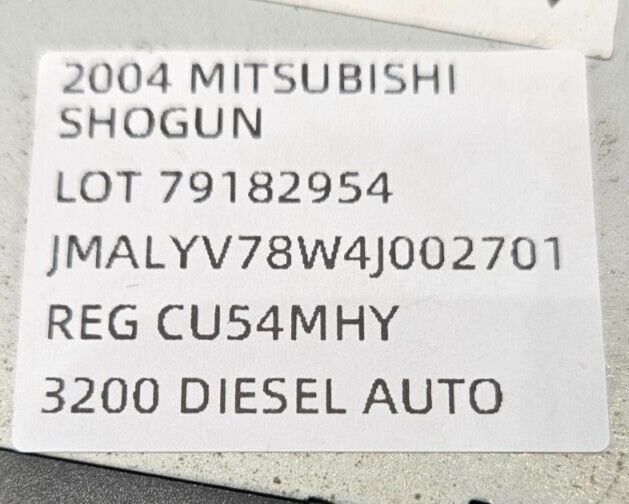 2004 MITSUBISHI
SHOGUN
LOT 79182954
JMALYV78W4J002701
REG CU54MHY
3200 DIESEL AUTO